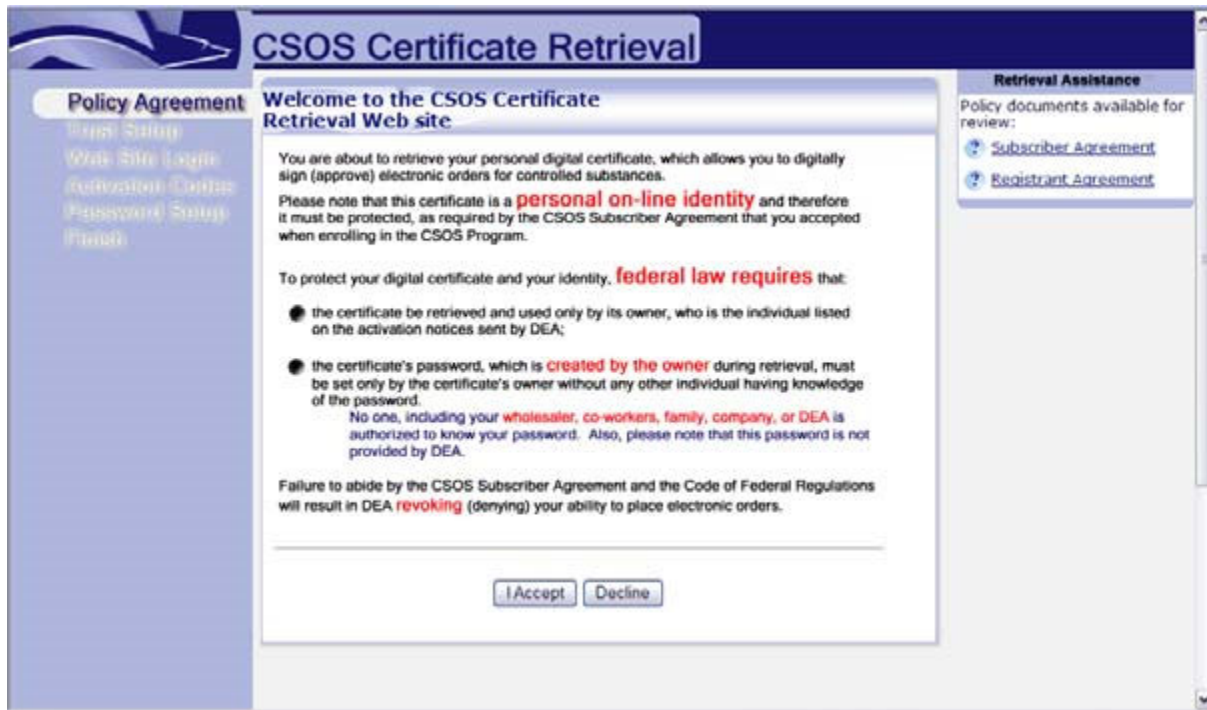 CSOS Certificate Retrieval
Policy Agreement
Trust Setup
Web Site Login
Activation Codes
Password Setup
Finish
Welcome to the CSOS Certificate
Retrieval Web site
You are about to retrieve your personal digital certificate, which allows you to digitally
sign (approve) electronic orders for controlled substances.
Please note that this certificate is a personal on-line identity and therefore
it must be protected, as required by the CSOS Subscriber Agreement that you accepted
when enrolling in the CSOS Program.
To protect your digital certificate and your identity, federal law requires that:
the certificate be retrieved and used only by its owner, who is the individual listed
on the activation notices sent by DEA;
the certificate's password, which is created by the owner during retrieval, must
be set only by the certificate's owner without any other individual having knowledge
of the password.
No one, including your wholesaler, co-workers, family, company, or DEA is
authorized to know your password. Also, please note that this password is not
provided by DEA.
Failure to abide by the CSOS Subscriber Agreement and the Code of Federal Regulations
will result in DEA revoking (denying) your ability to place electronic orders.
I Accept Decline
Retrieval Assistance
Policy documents available for
review:
? Subscriber Agreement
? Registrant Agreement